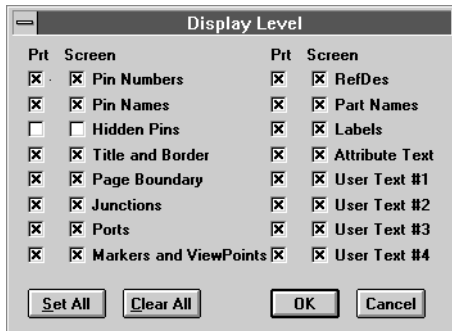 Display Level
Prt Screen Prt Screen
Pin Numbers RefDes
Pin Names Part Names
Hidden Pins Labels
Title and Border Attribute Text
Page Boundary User Text #1
Junctions User Text #2
Ports User Text #3
Markers and ViewPoints User Text #4
Set All Clear All OK Cancel